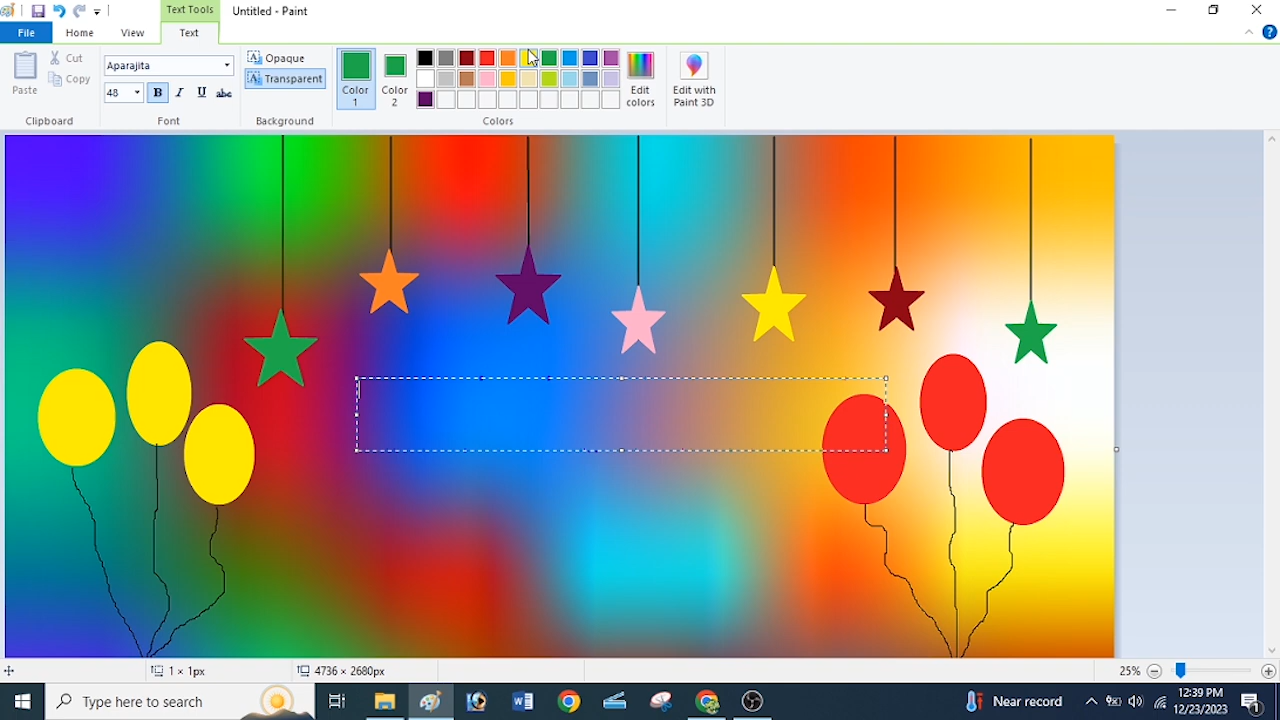 Text Tools
Untitled - Paint
File
Home
View
Text
Paste
Cut
Copy
Clipboard
Aparajita
48
B
I
U
abc
Font
Opaque
Transparent
Background
Color
1
Color
2
Edit
colors
Colors
Edit with
Paint 3D
1 × 1px
4736 × 2680px
25%
Type here to search
Near record
12:39 PM
12/23/2023
1